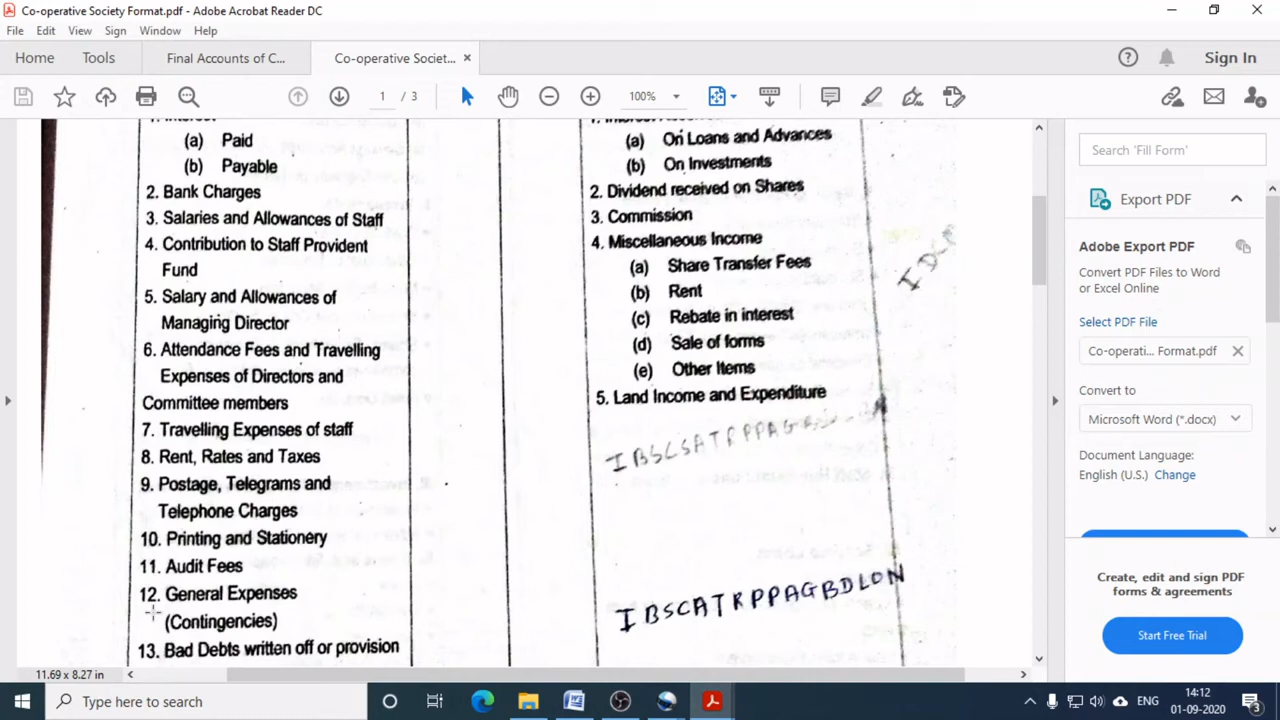 Co-operative Society Format.pdf - Adobe Acrobat Reader DC
File Edit View Sign Window Help
Home Tools Final Accounts of C... Co-operative Societ... ×
Sign In
1 / 3 100%
Search 'Fill Form'
(a) Paid
(b) Payable
2. Bank Charges
3. Salaries and Allowances of Staff
4. Contribution to Staff Provident
Fund
5. Salary and Allowances of
Managing Director
6. Attendance Fees and Travelling
Expenses of Directors and
Committee members
7. Travelling Expenses of staff
8. Rent, Rates and Taxes
9. Postage, Telegrams and
Telephone Charges
10. Printing and Stationery
11. Audit Fees
12. General Expenses
(Contingencies)
13. Bad Debts written off or provision
(a) On Loans and Advances
(b) On Investments
2. Dividend received on Shares
3. Commission
4. Miscellaneous Income
(a) Share Transfer Fees
(b) Rent
(c) Rebate in interest
(d) Sale of forms
(e) Other Items
5. Land Income and Expenditure
IBSCATRPPAGBDLON
Export PDF
Adobe Export PDF
Convert PDF Files to Word
or Excel Online
Select PDF File
Co-operati... Format.pdf
Convert to
Microsoft Word (*.docx)
Document Language:
English (U.S.) Change
Create, edit and sign PDF
forms & agreements
Start Free Trial
11.69 x 8.27 in
Type here to search
ENG
14:12
01-09-2020
3